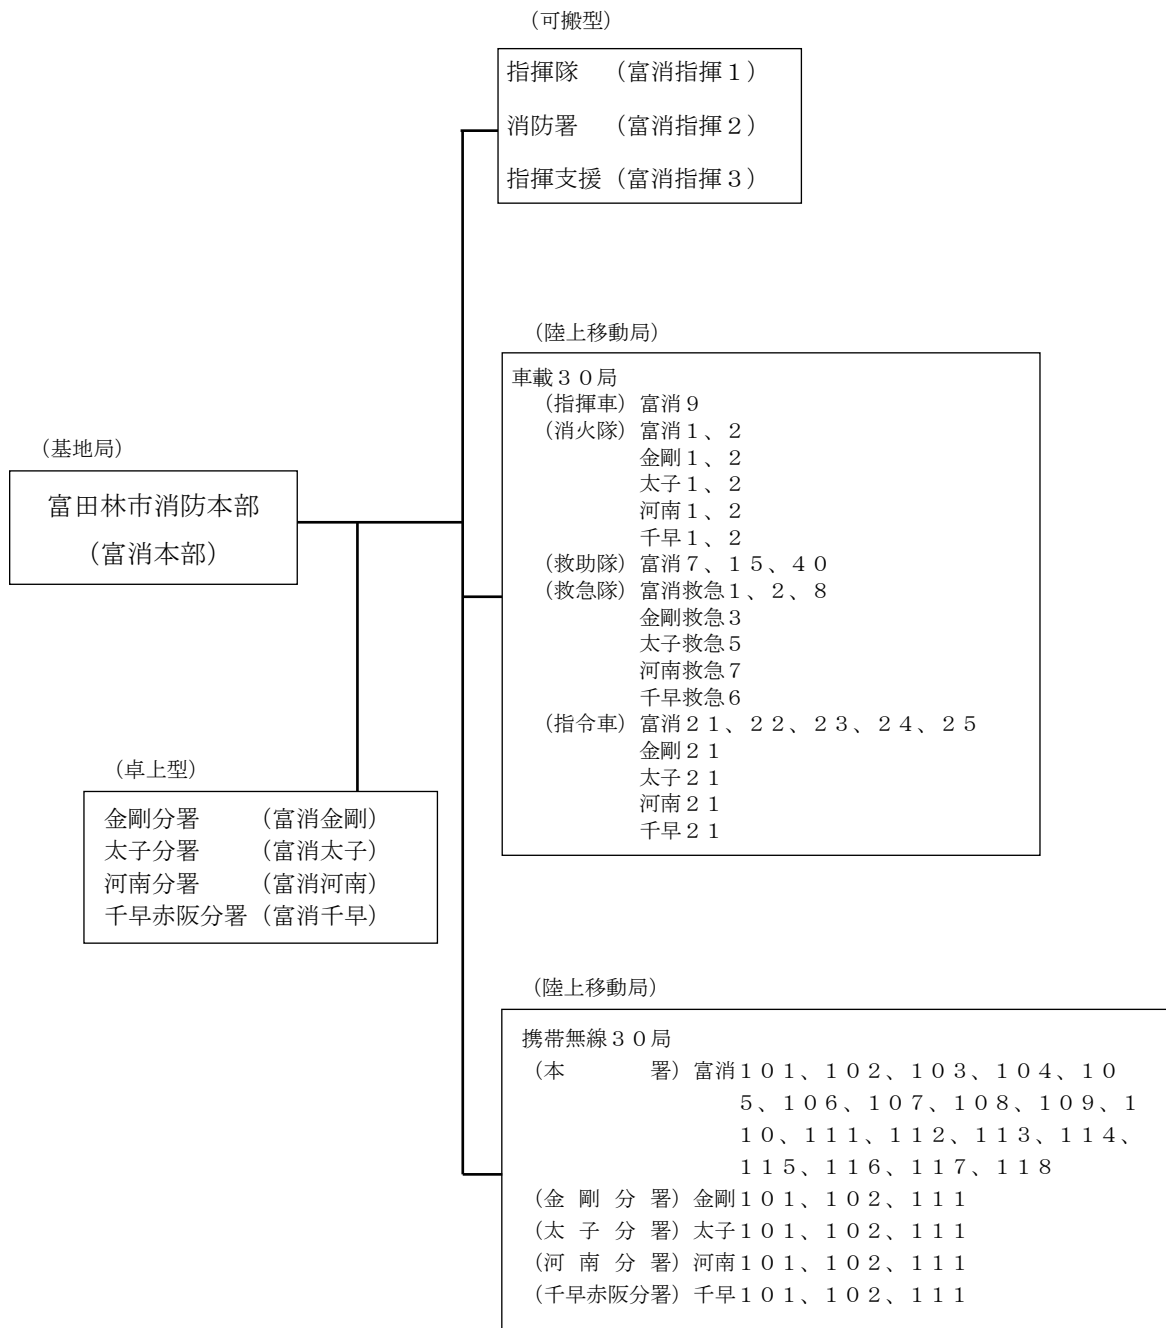 （可搬型）
指揮隊　（富消指揮１）
消防署　（富消指揮２）
指揮支援（富消指揮３）
（陸上移動局）
車載３０局
（指揮車）富消９
（消火隊）富消１、２
金剛１、２
太子１、２
河南１、２
千早１、２
（救助隊）富消７、１５、４０
（救急隊）富消救急１、２、８
金剛救急３
太子救急５
河南救急７
千早救急６
（指令車）富消２１、２２、２３、２４、２５
金剛２１
太子２１
河南２１
千早２１
（基地局）
富田林市消防本部
（富消本部）
（卓上型）
金剛分署　　（富消金剛）
太子分署　　（富消太子）
河南分署　　（富消河南）
千早赤阪分署（富消千早）
（陸上移動局）
携帯無線３０局
（本　　　署）富消１０１、１０２、１０３、１０４、１０
５、１０６、１０７、１０８、１０９、１
１０、１１１、１１２、１１３、１１４、
１１５、１１６、１１７、１１８
（金 剛 分 署）金剛１０１、１０２、１１１
（太 子 分 署）太子１０１、１０２、１１１
（河 南 分 署）河南１０１、１０２、１１１
（千早赤阪分署）千早１０１、１０２、１１１